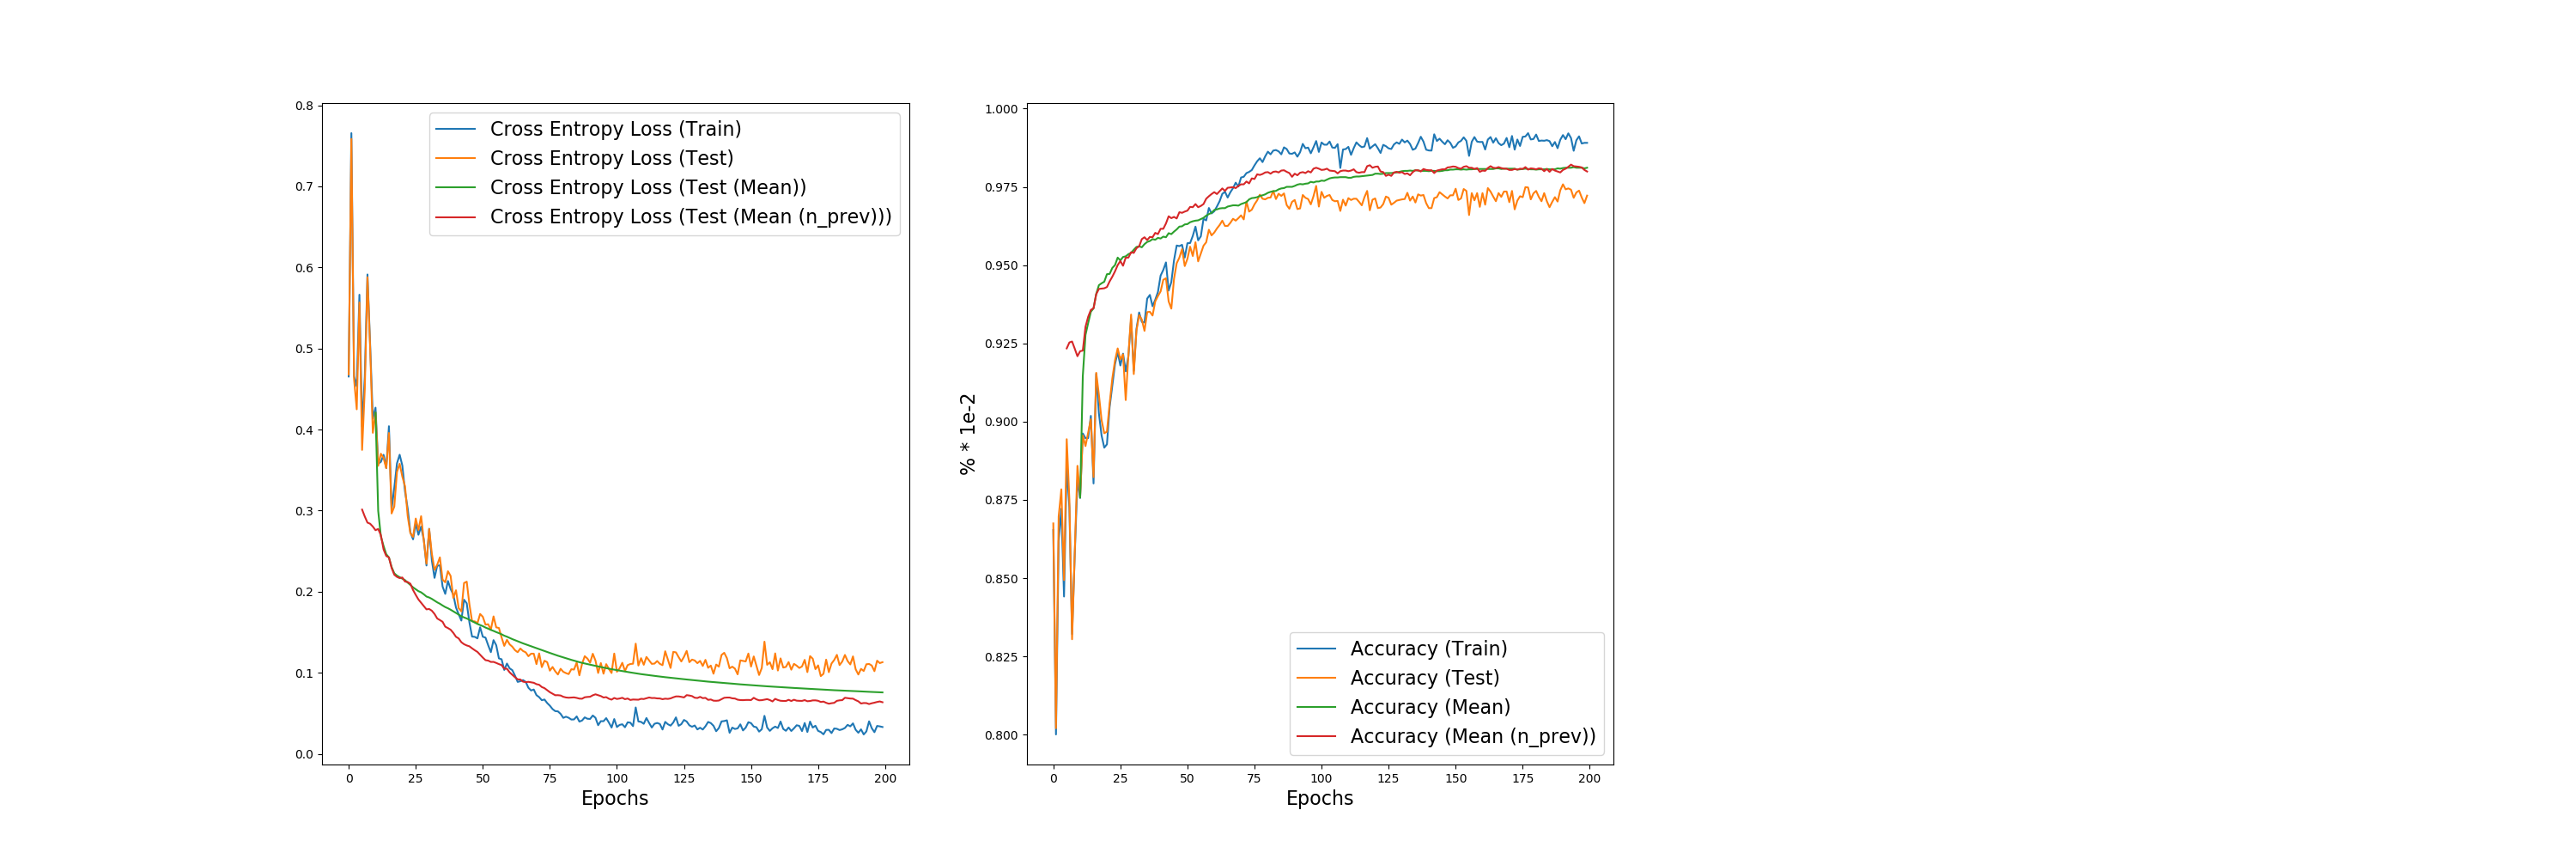 0.8
0.7
0.6
0.5
0.4
0.3
0.2
0.1
0.0
Cross Entropy Loss (Train)
Cross Entropy Loss (Test)
Cross Entropy Loss (Test (Mean))
Cross Entropy Loss (Test (Mean (n_prev)))
0 25 50 75 100 125 150 175 200
Epochs
% * 1e-2
1.000
0.975
0.950
0.925
0.900
0.875
0.850
0.825
0.800
Accuracy (Train)
Accuracy (Test)
Accuracy (Mean)
Accuracy (Mean (n_prev))
0 25 50 75 100 125 150 175 200
Epochs